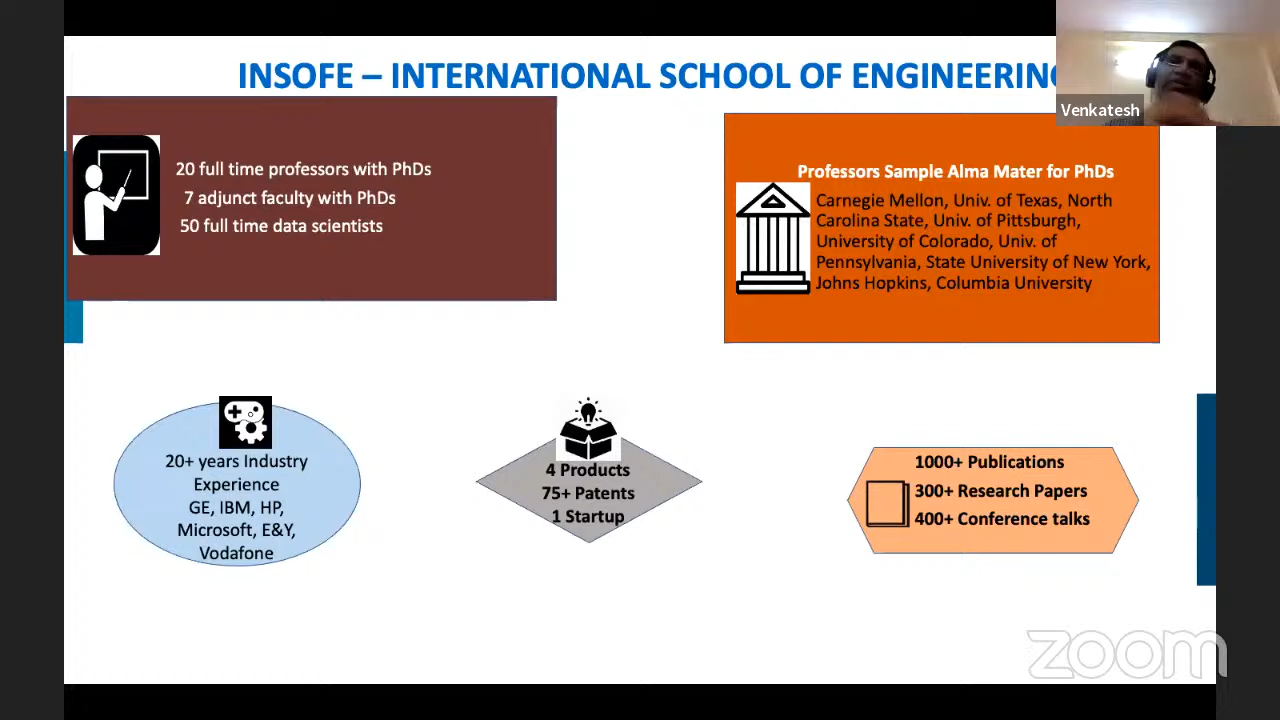 INSOFE – INTERNATIONAL SCHOOL OF ENGINEERING
Venkatesh
20 full time professors with PhDs
7 adjunct faculty with PhDs
50 full time data scientists
Professors Sample Alma Mater for PhDs
Carnegie Mellon, Univ. of Texas, North
Carolina State, Univ. of Pittsburgh,
University of Colorado, Univ. of
Pennsylvania, State University of New York,
Johns Hopkins, Columbia University
20+ years Industry
Experience
GE, IBM, HP,
Microsoft, E&Y,
Vodafone
4 Products
75+ Patents
1 Startup
1000+ Publications
300+ Research Papers
400+ Conference talks
zoom